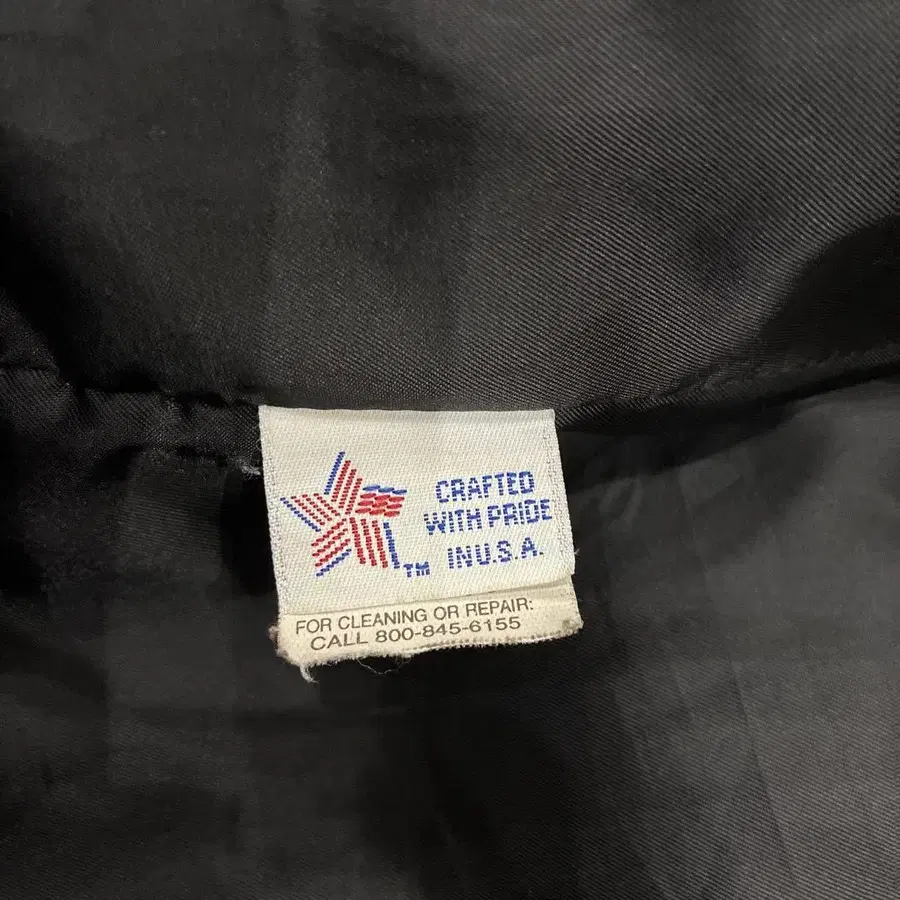 CRAFTED
WITH PRIDE
IN U.S.A.
TM
FOR CLEANING OR REPAIR:
CALL 800-845-6155